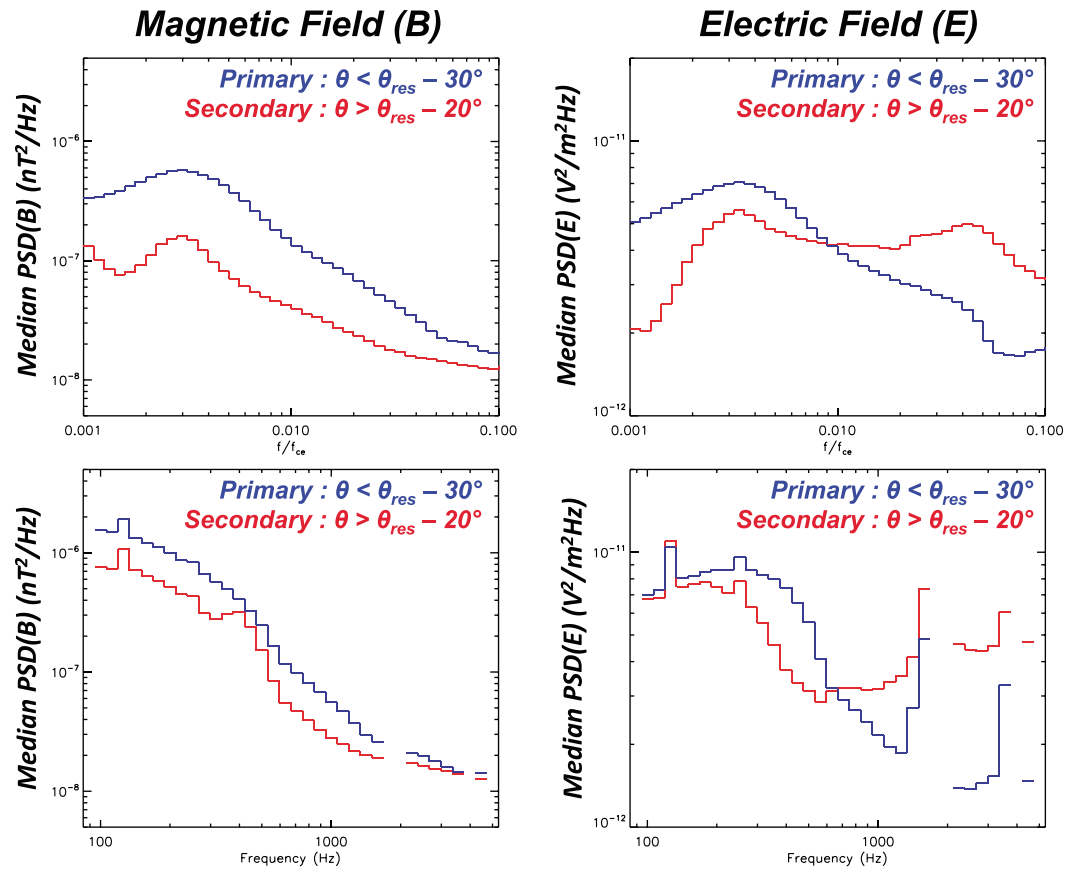 Magnetic Field (B)
Electric Field (E)
Median PSD(B) (nT²/Hz)
Primary : θ < θres – 30°
Secondary : θ > θres – 20°
10⁻⁶
10⁻⁷
10⁻⁸
0.001
0.010
0.100
f/fce
Median PSD(E) (V²/m²Hz)
Primary : θ < θres – 30°
Secondary : θ > θres – 20°
10⁻¹¹
10⁻¹²
0.001
0.010
0.100
f/fce
Median PSD(B) (nT²/Hz)
Primary : θ < θres – 30°
Secondary : θ > θres – 20°
10⁻⁶
10⁻⁷
10⁻⁸
100
1000
Frequency (Hz)
Median PSD(E) (V²/m²Hz)
Primary : θ < θres – 30°
Secondary : θ > θres – 20°
10⁻¹¹
10⁻¹²
100
1000
Frequency (Hz)